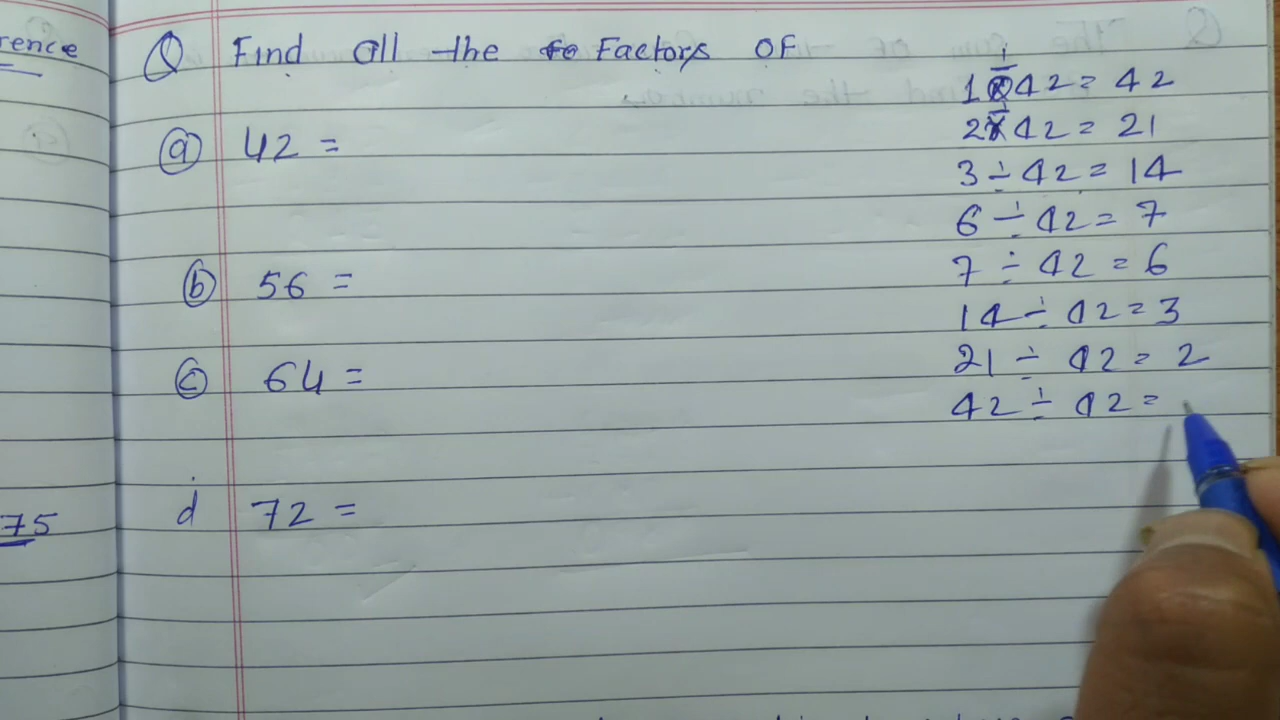 rence
Q Find all the Factors OF
1 ÷ 42 = 42
2 ÷ 42 = 21
a 42 =
3 ÷ 42 = 14
6 ÷ 42 = 7
7 ÷ 42 = 6
b 56 =
14 ÷ 42 = 3
21 ÷ 42 = 2
c 64 =
42 ÷ 42 =
d 72 =
75